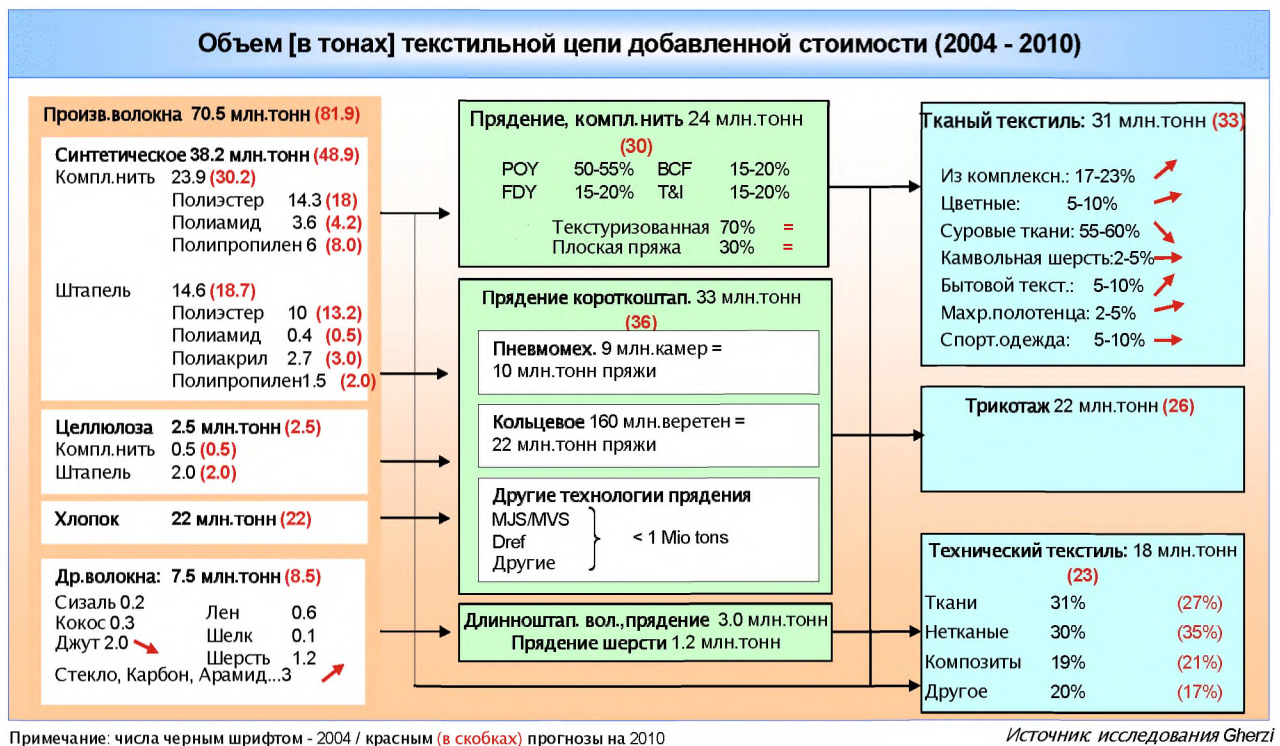 Объем [в тонах] текстильной цепи добавленной стоимости (2004 - 2010)
Произв.волокна 70.5 млн.тонн (81.9)
Синтетическое 38.2 млн.тонн (48.9)
Компл.нить 23.9 (30.2)
Полиэстер 14.3 (18)
Полиамид 3.6 (4.2)
Полипропилен 6 (8.0)
Штапель 14.6 (18.7)
Полиэстер 10 (13.2)
Полиамид 0.4 (0.5)
Полиакрил 2.7 (3.0)
Полипропилен1.5 (2.0)
Целлюлоза 2.5 млн.тонн (2.5)
Компл.нить 0.5 (0.5)
Штапель 2.0 (2.0)
Хлопок 22 млн.тонн (22)
Др.волокна: 7.5 млн.тонн (8.5)
Сизаль 0.2
Кокос 0.3
Джут 2.0
Лен 0.6
Шелк 0.1
Шерсть 1.2
Стекло, Карбон, Арамид...3
Прядение, компл.нить 24 млн.тонн
(30)
POY 50-55% BCF 15-20%
FDY 15-20% T&I 15-20%
Текстуризованная 70% =
Плоская пряжа 30% =
Прядение короткоштап. 33 млн.тонн
(36)
Пневмомех. 9 млн.камер =
10 млн.тонн пряжи
Кольцевое 160 млн.веретен =
22 млн.тонн пряжи
Другие технологии прядения
MJS/MVS
Dref
Другие
< 1 Mio tons
Длинноштап. вол.,прядение 3.0 млн.тонн
Прядение шерсти 1.2 млн.тонн
Тканый текстиль: 31 млн.тонн (33)
Из комплексн.: 17-23%
Цветные: 5-10%
Суровые ткани: 55-60%
Камвольная шерсть:2-5%
Бытовой текст.: 5-10%
Махр.полотенца: 2-5%
Спорт.одежда: 5-10%
Трикотаж 22 млн.тонн (26)
Технический текстиль: 18 млн.тонн
(23)
Ткани 31% (27%)
Нетканые 30% (35%)
Композиты 19% (21%)
Другое 20% (17%)
Примечание: числа черным шрифтом - 2004 / красным (в скобках) прогнозы на 2010
Источник исследования Gherzi